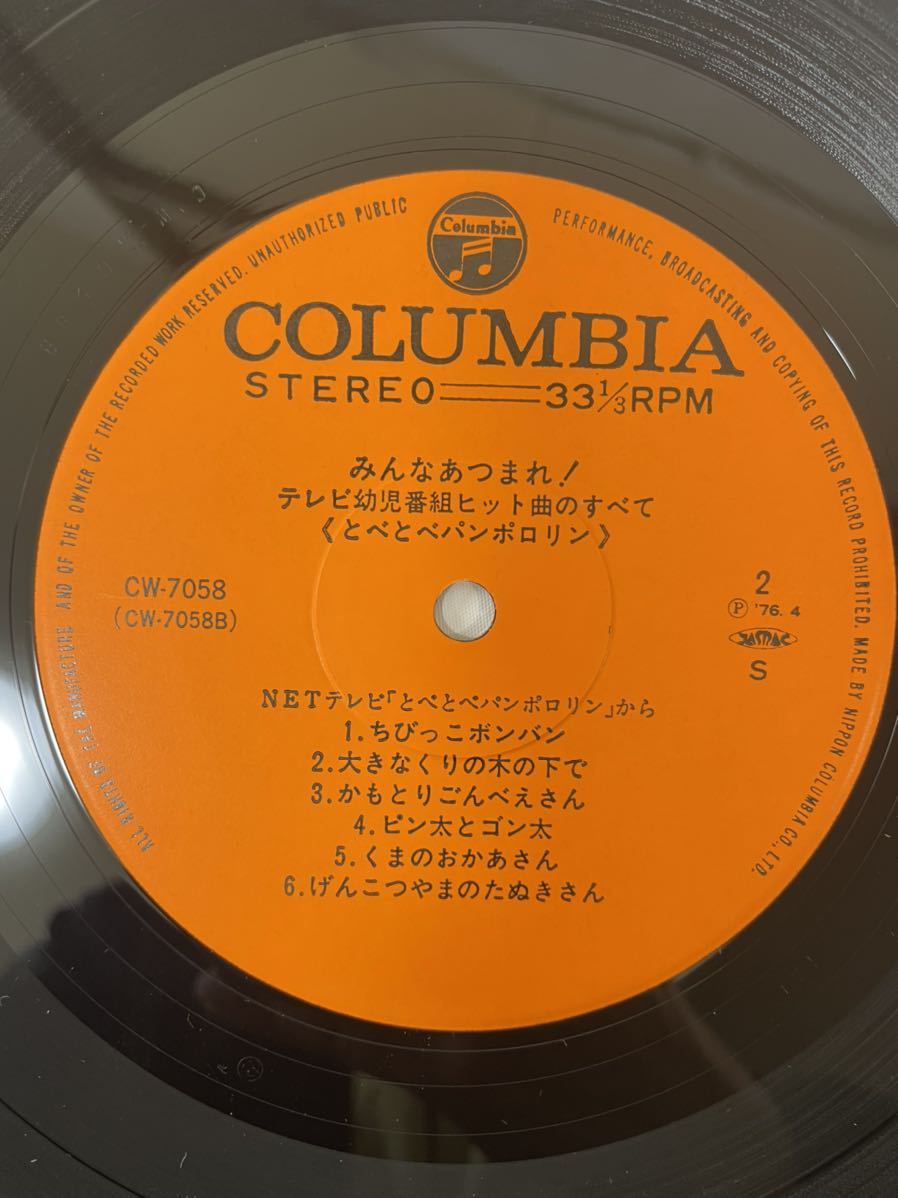 Columbia
ALL RIGHTS OF THE MANUFACTURE AND OF THE OWNER OF THE RECORDED WORK RESERVED. UNAUTHORIZED PUBLIC PERFORMANCE, BROADCASTING AND COPYING OF THIS RECORD PROHIBITED. MADE BY NIPPON COLUMBIA CO., LTD.
COLUMBIA
STEREO 33 1/3 RPM
みんなあつまれ!
テレビ幼児番組ヒット曲のすべて
《とべとべパンポロリン》
CW-7058
(CW-7058B)
2
Ⓟ '76. 4
JASRAC
S
NETテレビ「とべとべパンポロリン」から
1.ちびっこボンバン
2.大きなくりの木の下で
3.かもとりごんべえさん
4.ピン太とゴン太
5.くまのおかあさん
6.げんこつやまのたぬきさん